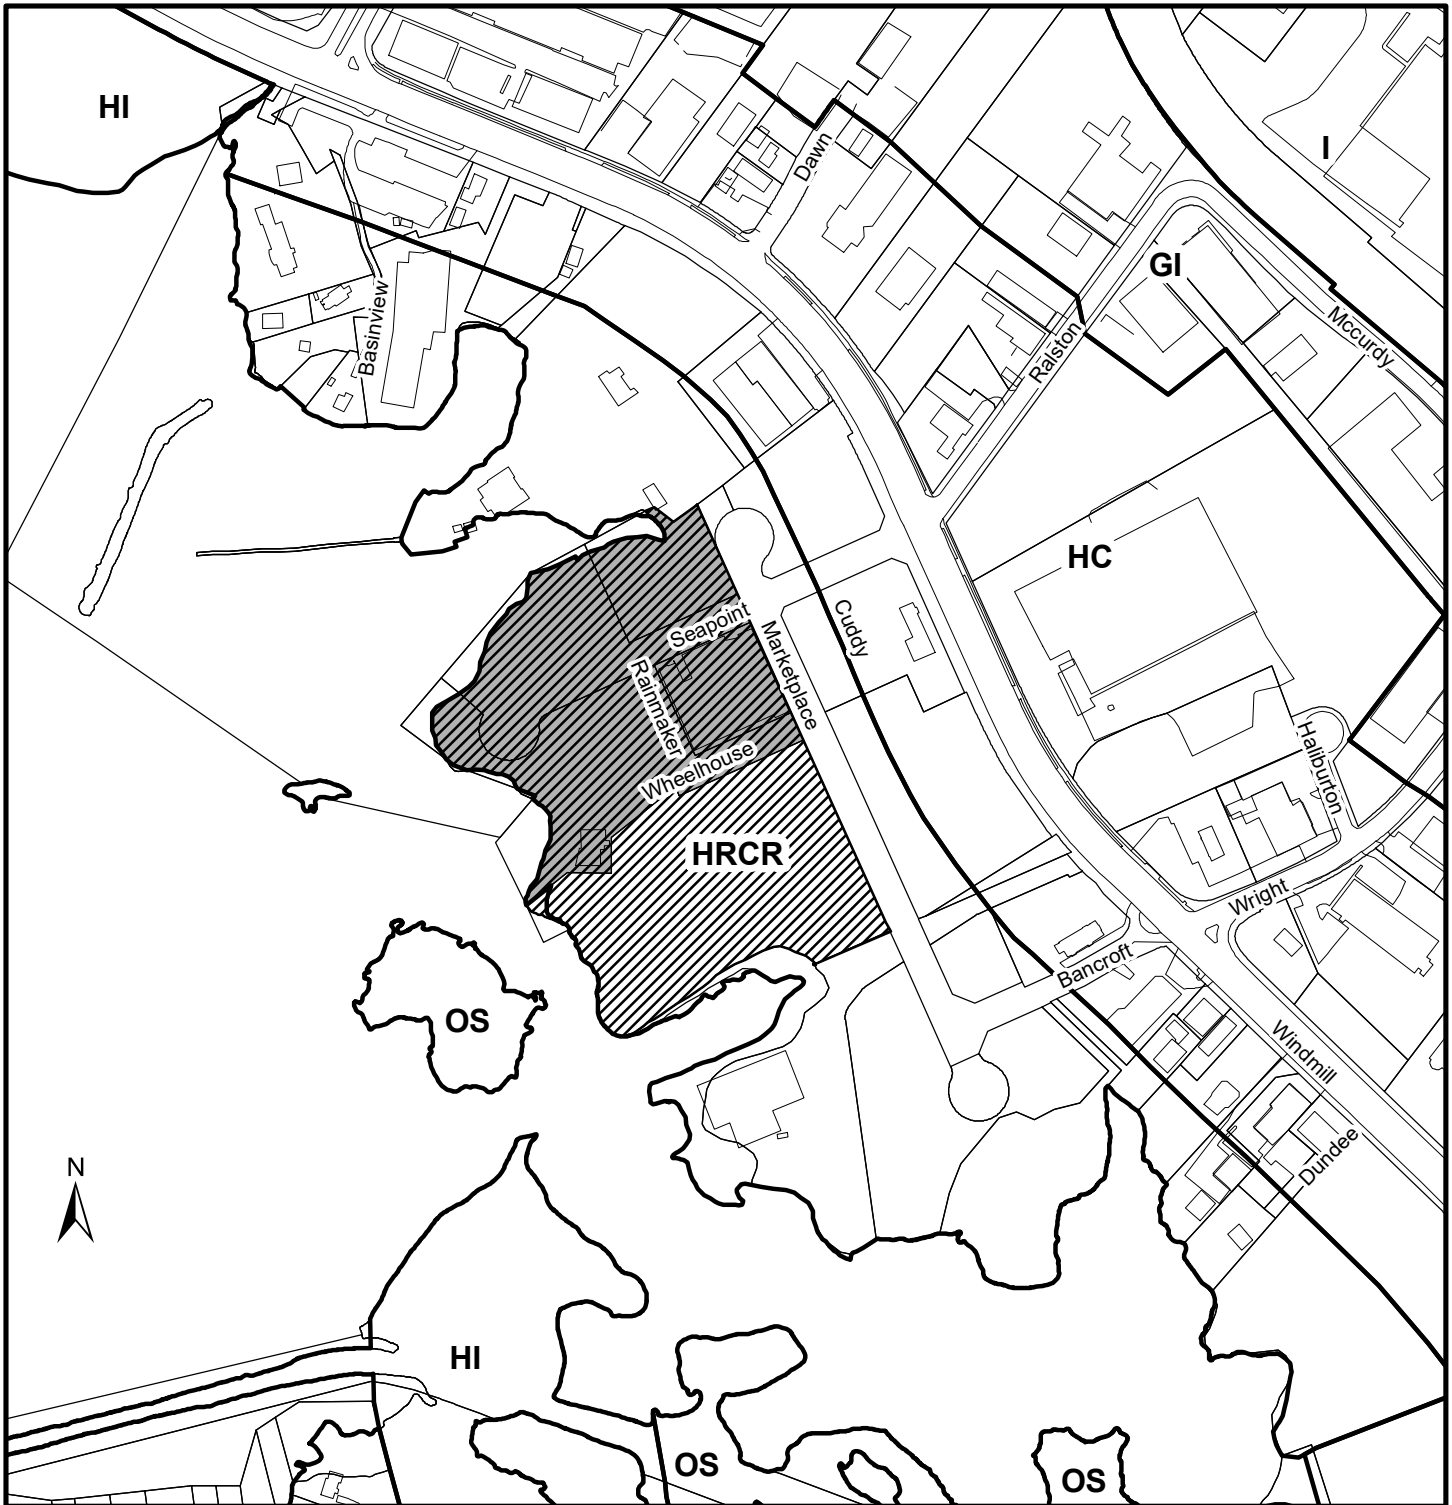 HI
I
Dawn
GI
Basinview
Ralston
Mccurdy
HC
Seapoint
Cuddy
Marketplace
Rainmaker
Wheelhouse
Haliburton
HRCR
Wright
Bancroft
OS
Windmill
Dundee
N
HI
OS
OS